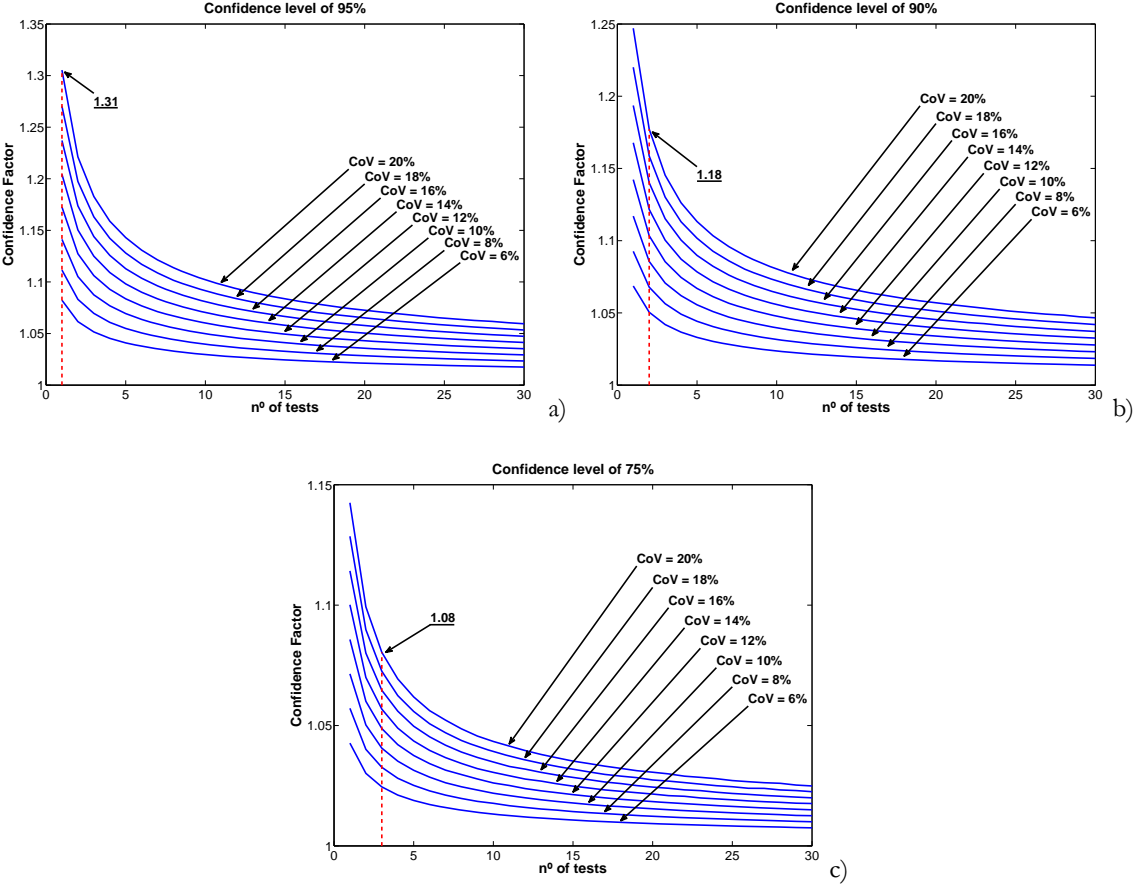 Confidence level of 95%
1.35
1.3
1.25
1.2
1.15
1.1
1.05
1
Confidence Factor
1.31
CoV = 20%
CoV = 18%
CoV = 16%
CoV = 14%
CoV = 12%
CoV = 10%
CoV = 8%
CoV = 6%
0 5 10 15 20 25 30
nº of tests
a)
Confidence level of 90%
1.25
1.2
1.15
1.1
1.05
1
Confidence Factor
1.18
CoV = 20%
CoV = 18%
CoV = 16%
CoV = 14%
CoV = 12%
CoV = 10%
CoV = 8%
CoV = 6%
0 5 10 15 20 25 30
nº of tests
b)
Confidence level of 75%
1.15
1.1
1.05
1
Confidence Factor
1.08
CoV = 20%
CoV = 18%
CoV = 16%
CoV = 14%
CoV = 12%
CoV = 10%
CoV = 8%
CoV = 6%
0 5 10 15 20 25 30
nº of tests
c)